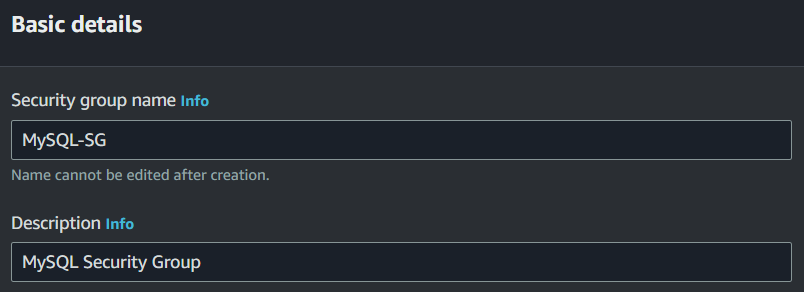 Basic details
Security group name Info
MySQL-SG
Name cannot be edited after creation.
Description Info
MySQL Security Group